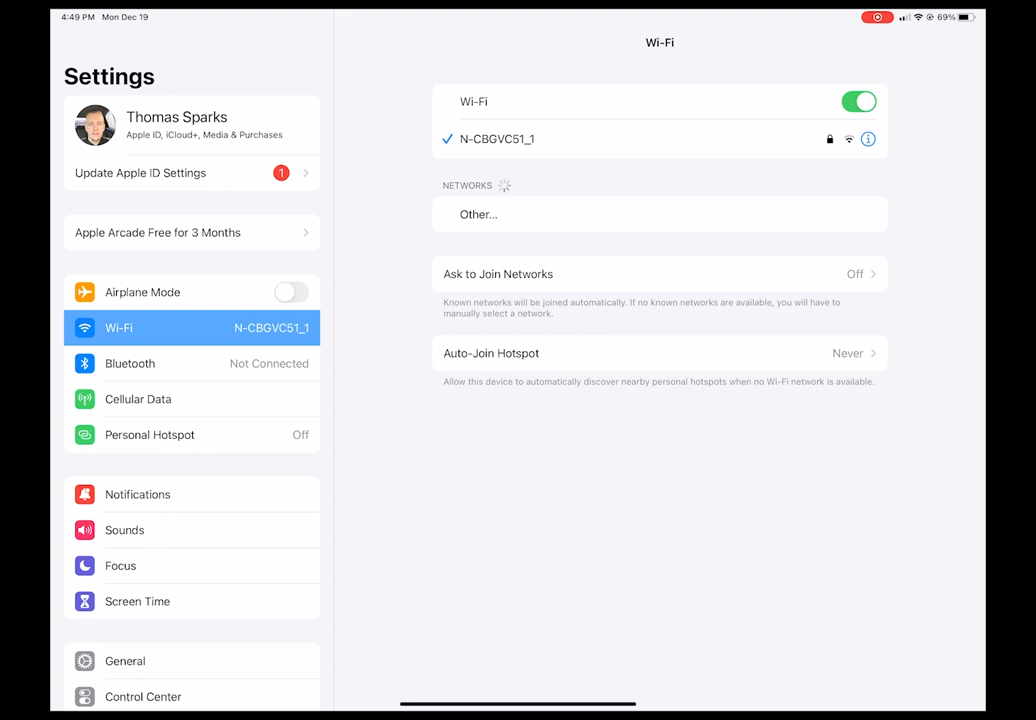 4:49 PM Mon Dec 19
69%
Settings
Thomas Sparks
Apple ID, iCloud+, Media & Purchases
Update Apple ID Settings 1
Apple Arcade Free for 3 Months
Airplane Mode
Wi-Fi N-CBGVC51_1
Bluetooth Not Connected
Cellular Data
Personal Hotspot Off
Notifications
Sounds
Focus
Screen Time
General
Control Center
Wi-Fi
Wi-Fi
N-CBGVC51_1
NETWORKS
Other...
Ask to Join Networks Off
Known networks will be joined automatically. If no known networks are available, you will have to
manually select a network.
Auto-Join Hotspot Never
Allow this device to automatically discover nearby personal hotspots when no Wi-Fi network is available.